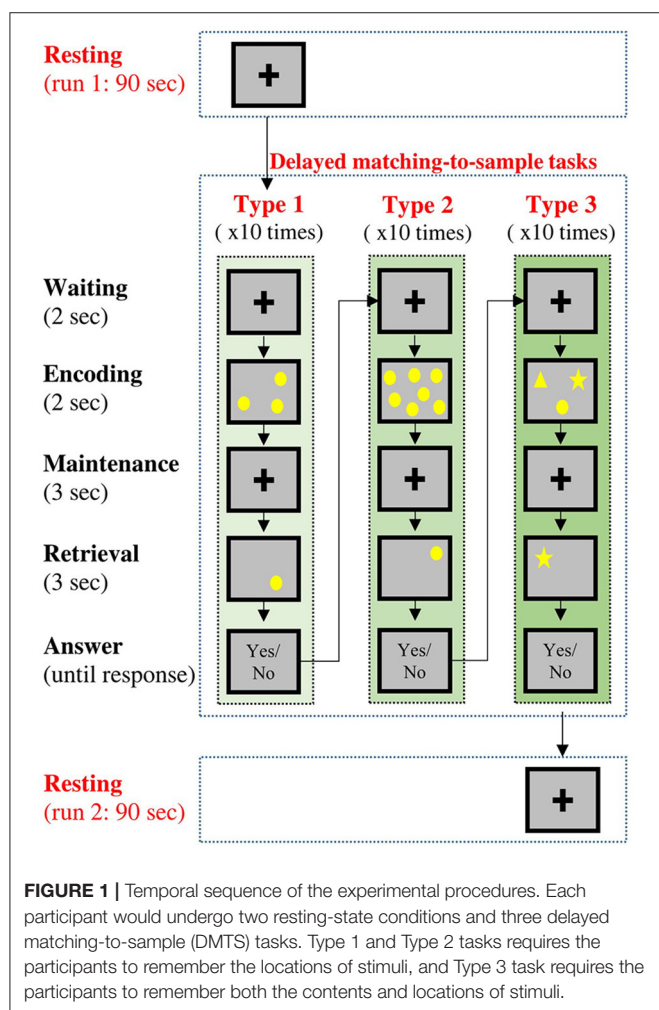 Resting
(run 1: 90 sec)
Delayed matching-to-sample tasks
Type 1 Type 2 Type 3
( x10 times) ( x10 times) ( x10 times)
Waiting
(2 sec)
Encoding
(2 sec)
Maintenance
(3 sec)
Retrieval
(3 sec)
Answer
(until response)
Yes/ Yes/ Yes/
No No No
Resting
(run 2: 90 sec)
FIGURE 1 | Temporal sequence of the experimental procedures. Each
participant would undergo two resting-state conditions and three delayed
matching-to-sample (DMTS) tasks. Type 1 and Type 2 tasks requires the
participants to remember the locations of stimuli, and Type 3 task requires the
participants to remember both the contents and locations of stimuli.